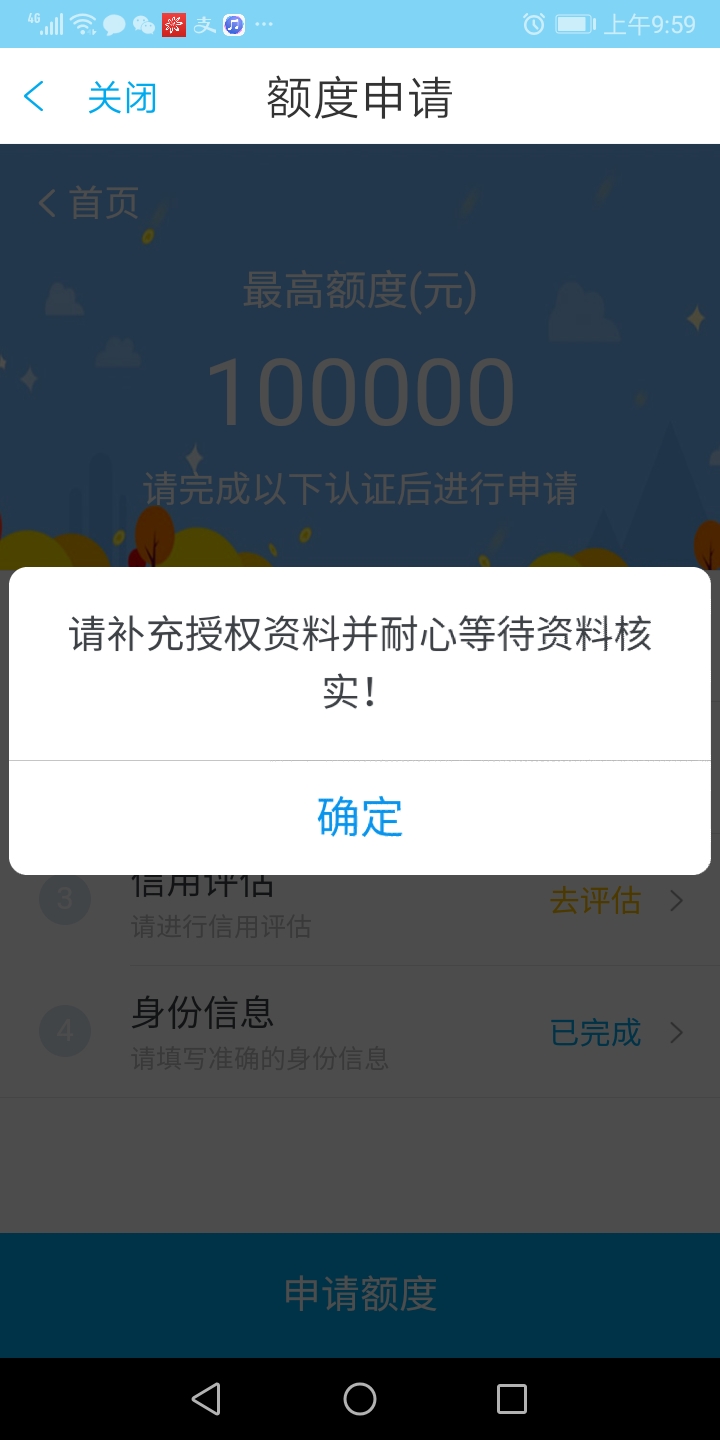 4G 上午9:59
关闭 额度申请
首页
最高额度(元)
100000
请完成以下认证后进行申请
请补充授权资料并耐心等待资料核
实！
确定
3 信用评估 去评估
请进行信用评估
4 身份信息 已完成
请填写准确的身份信息
申请额度